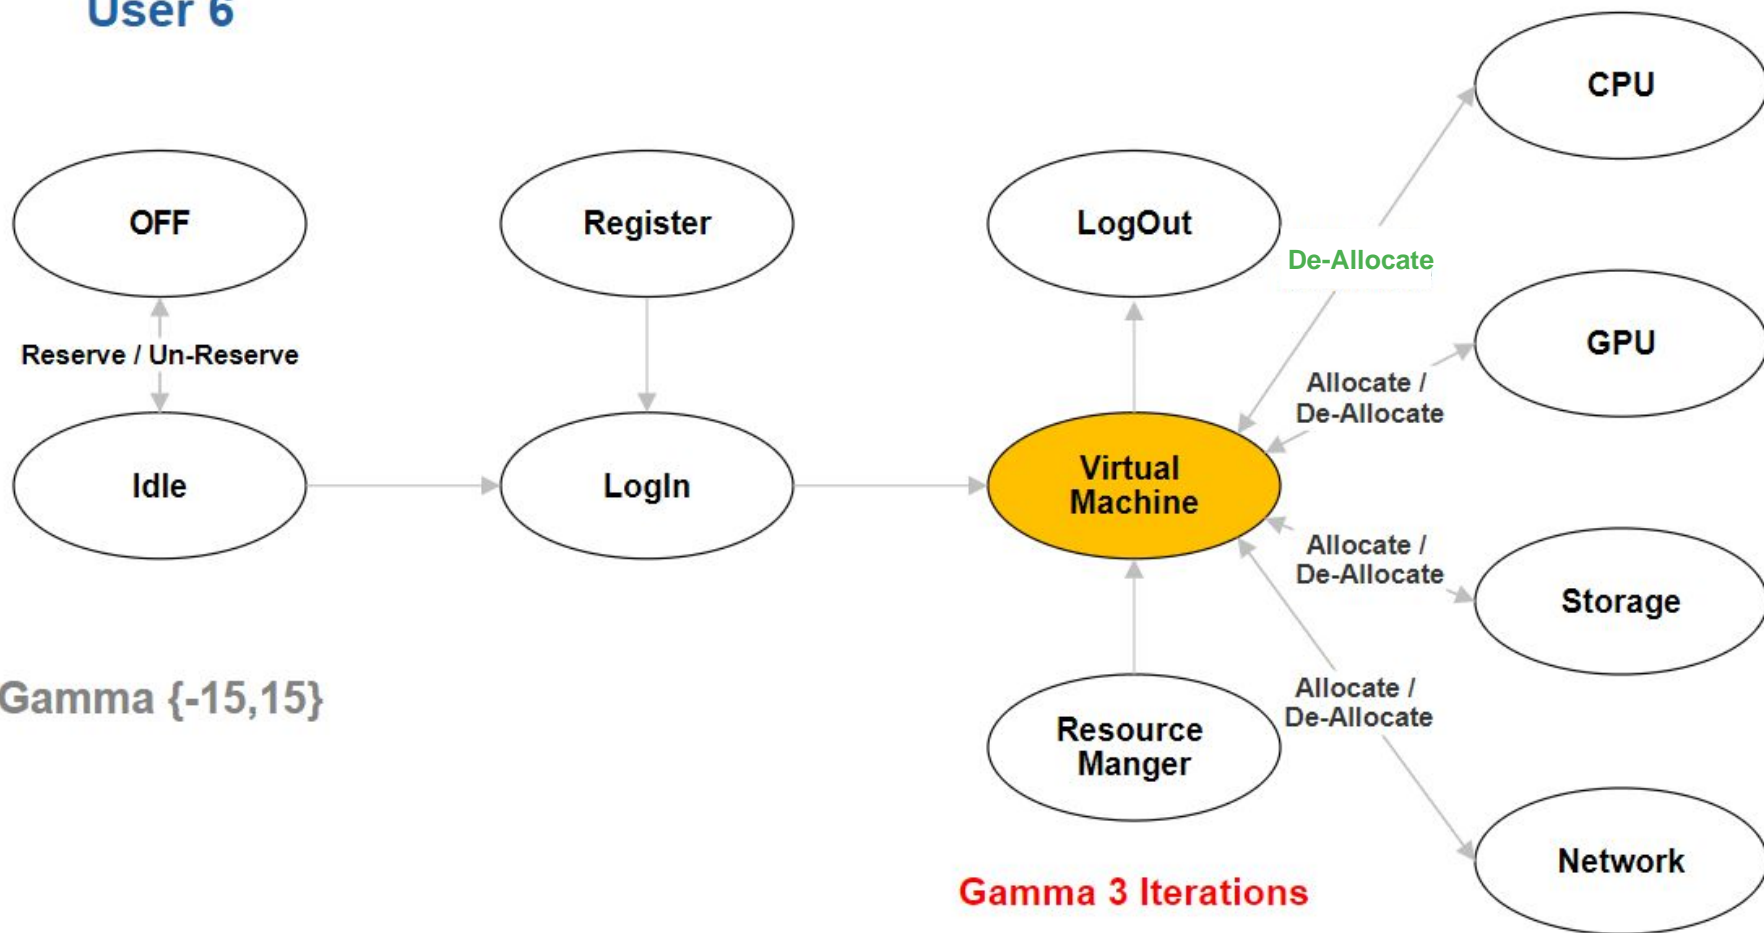 User 6
CPU
OFF
Register
LogOut
De-Allocate
Reserve / Un-Reserve
GPU
Allocate /
De-Allocate
Idle
LogIn
Virtual
Machine
Allocate /
De-Allocate
Storage
Gamma {-15,15}
Allocate /
De-Allocate
Resource
Manger
Network
Gamma 3 Iterations